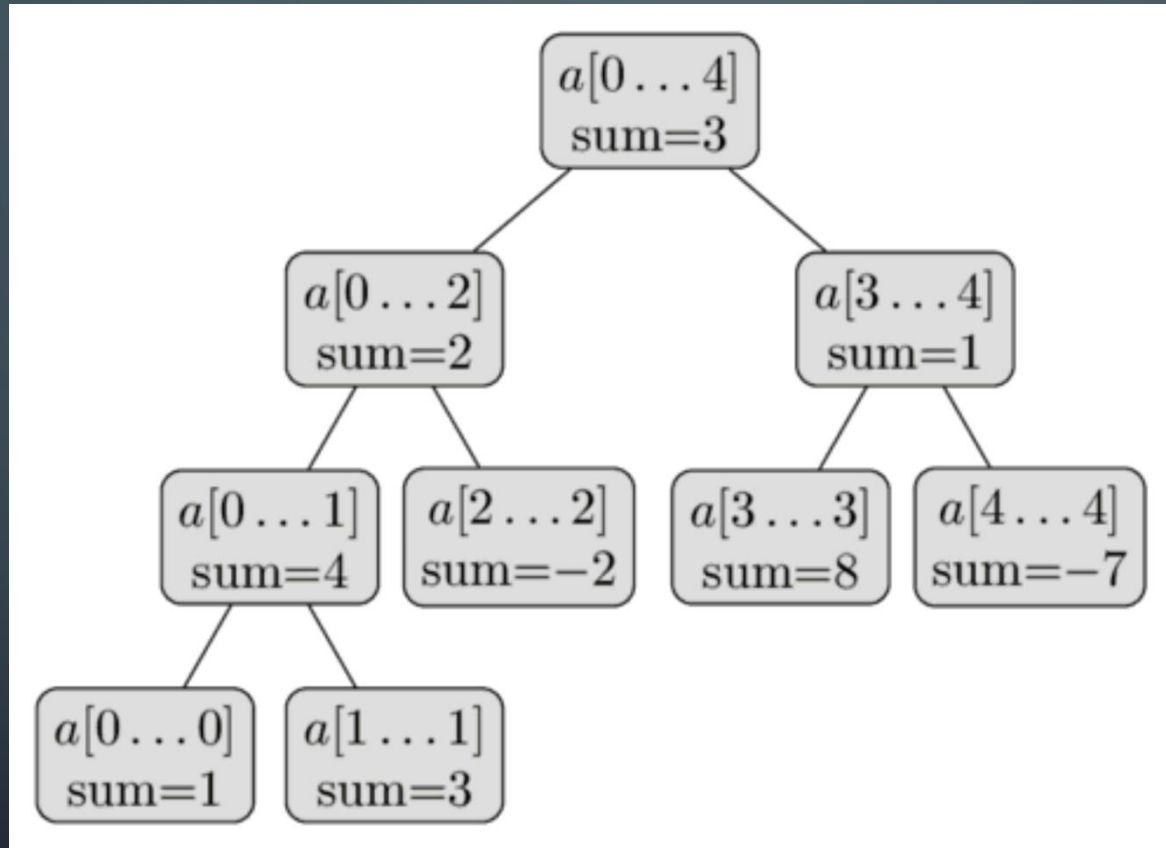 a[0...4]
sum=3
a[0...2]
sum=2
a[3...4]
sum=1
a[0...1]
sum=4
a[2...2]
sum=−2
a[3...3]
sum=8
a[4...4]
sum=−7
a[0...0]
sum=1
a[1...1]
sum=3